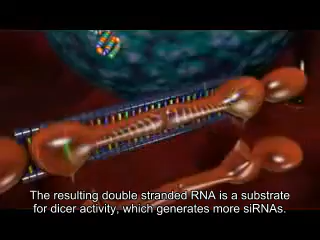 The resulting double stranded RNA is a substrate
for dicer activity, which generates more siRNAs.